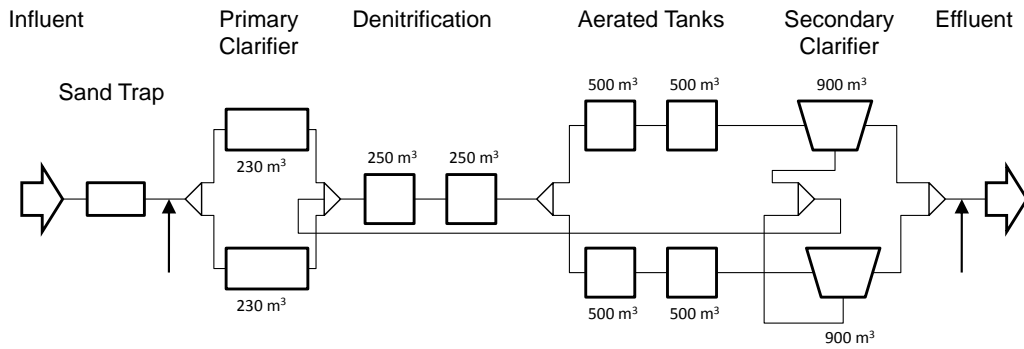 Influent
Primary
Clarifier
Denitrification
Aerated Tanks
Secondary
Clarifier
Effluent
Sand Trap
500 m³
500 m³
900 m³
230 m³
250 m³
250 m³
230 m³
500 m³
500 m³
900 m³